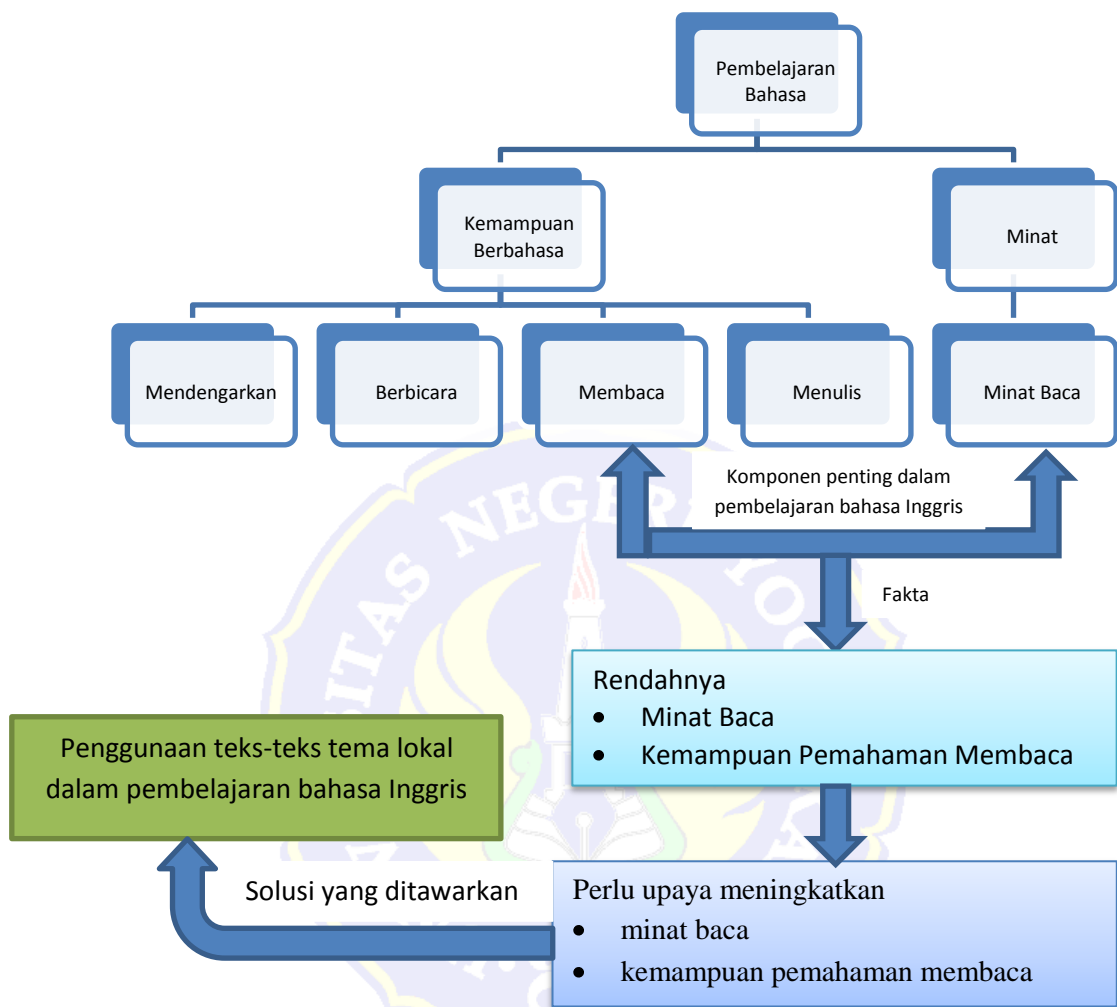 Pembelajaran
Bahasa
Kemampuan
Berbahasa
Minat
Mendengarkan
Berbicara
Membaca
Menulis
Minat Baca
Komponen penting dalam
pembelajaran bahasa Inggris
Fakta
Rendahnya
• Minat Baca
• Kemampuan Pemahaman Membaca
Penggunaan teks-teks tema lokal
dalam pembelajaran bahasa Inggris
Solusi yang ditawarkan
Perlu upaya meningkatkan
• minat baca
• kemampuan pemahaman membaca